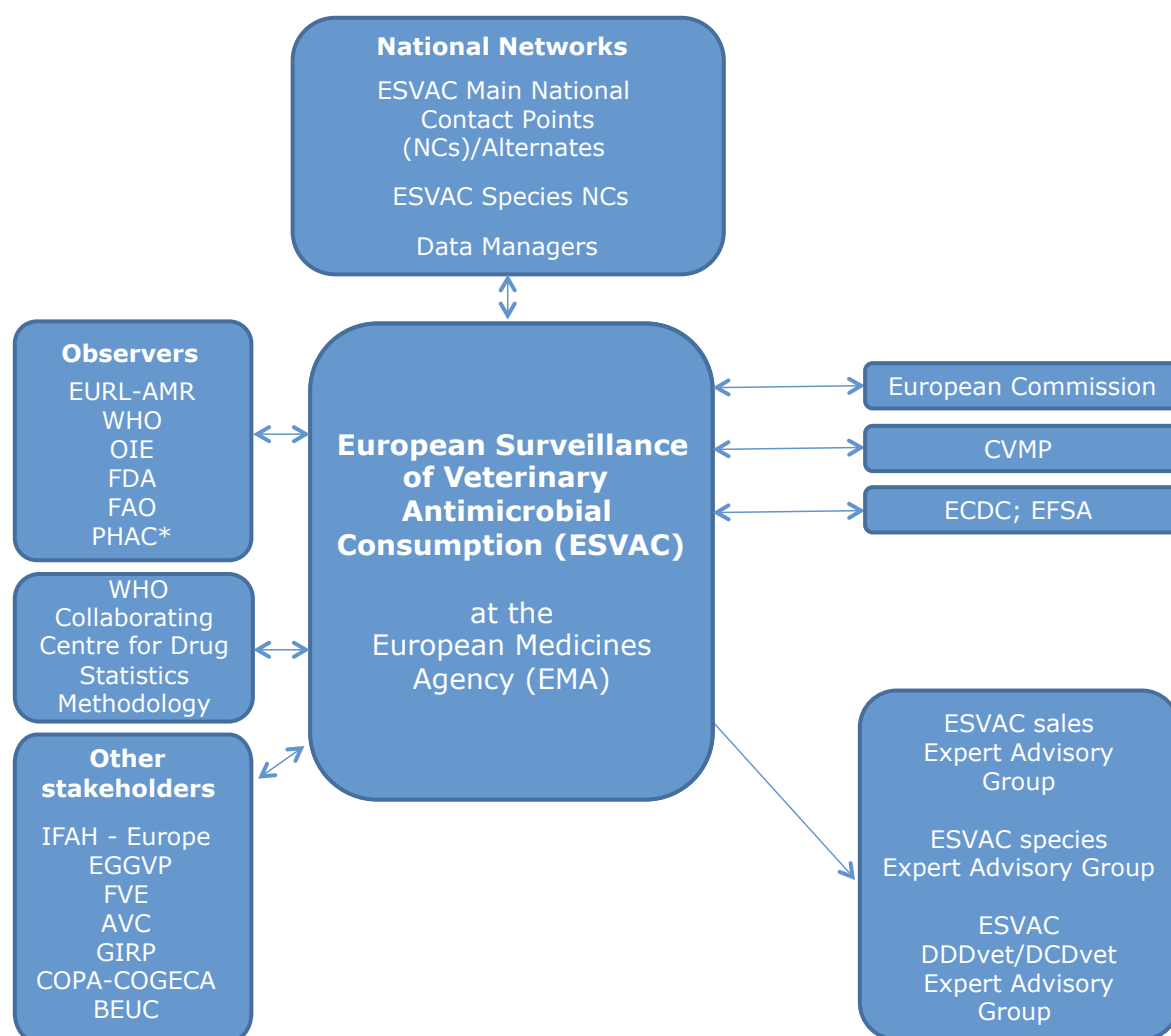 National Networks
ESVAC Main National
Contact Points
(NCs)/Alternates
ESVAC Species NCs
Data Managers
Observers
EURL-AMR
WHO
OIE
FDA
FAO
PHAC*
WHO
Collaborating
Centre for Drug
Statistics
Methodology
Other
stakeholders
IFAH - Europe
EGGVP
FVE
AVC
GIRP
COPA-COGECA
BEUC
European Surveillance
of Veterinary
Antimicrobial
Consumption (ESVAC)
at the
European Medicines
Agency (EMA)
European Commission
CVMP
ECDC; EFSA
ESVAC sales
Expert Advisory
Group
ESVAC species
Expert Advisory Group
ESVAC
DDDvet/DCDvet
Expert Advisory
Group